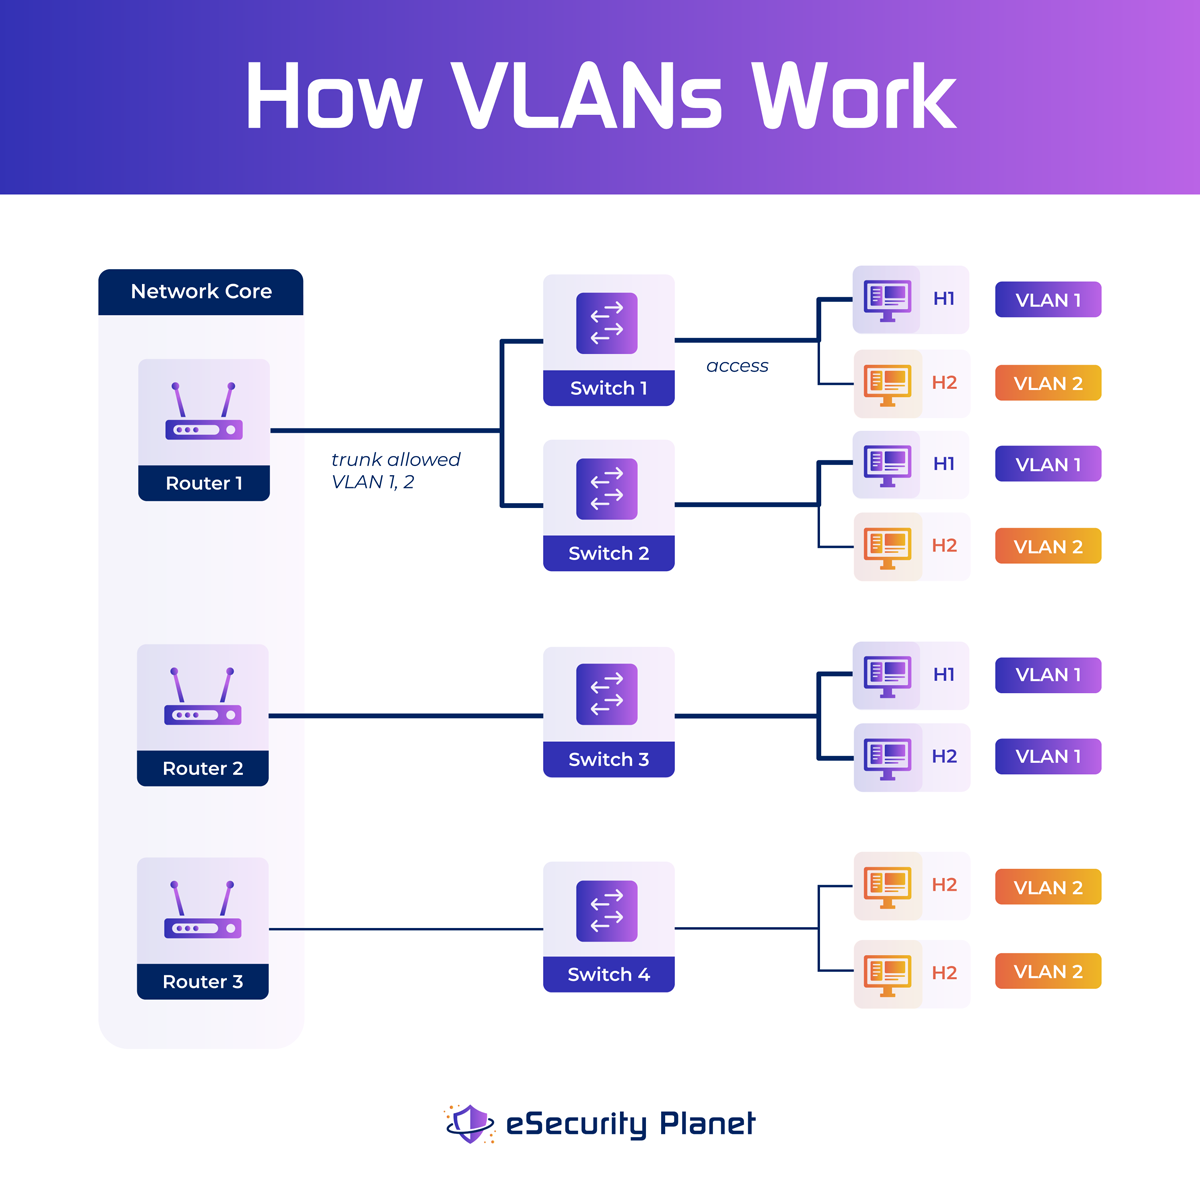 How VLANs Work
Network Core
Router 1
trunk allowed
VLAN 1, 2
Switch 1
access
H1
VLAN 1
H2
VLAN 2
Switch 2
H1
VLAN 1
H2
VLAN 2
Router 2
Switch 3
H1
VLAN 1
H2
VLAN 1
Router 3
Switch 4
H2
VLAN 2
H2
VLAN 2
eSecurity Planet